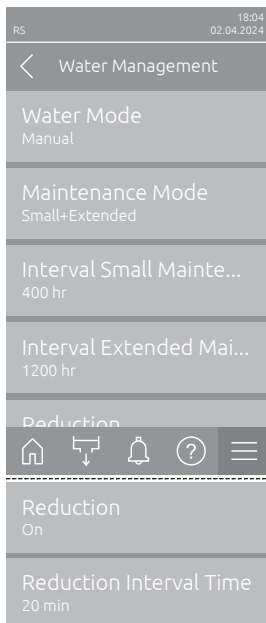 18:04
RS 02.04.2024
Water Management
Water Mode
Manual
Maintenance Mode
Small+Extended
Interval Small Mainte...
400 hr
Interval Extended Mai...
1200 hr
Reduction
?
Reduction
On
Reduction Interval Time
20 min